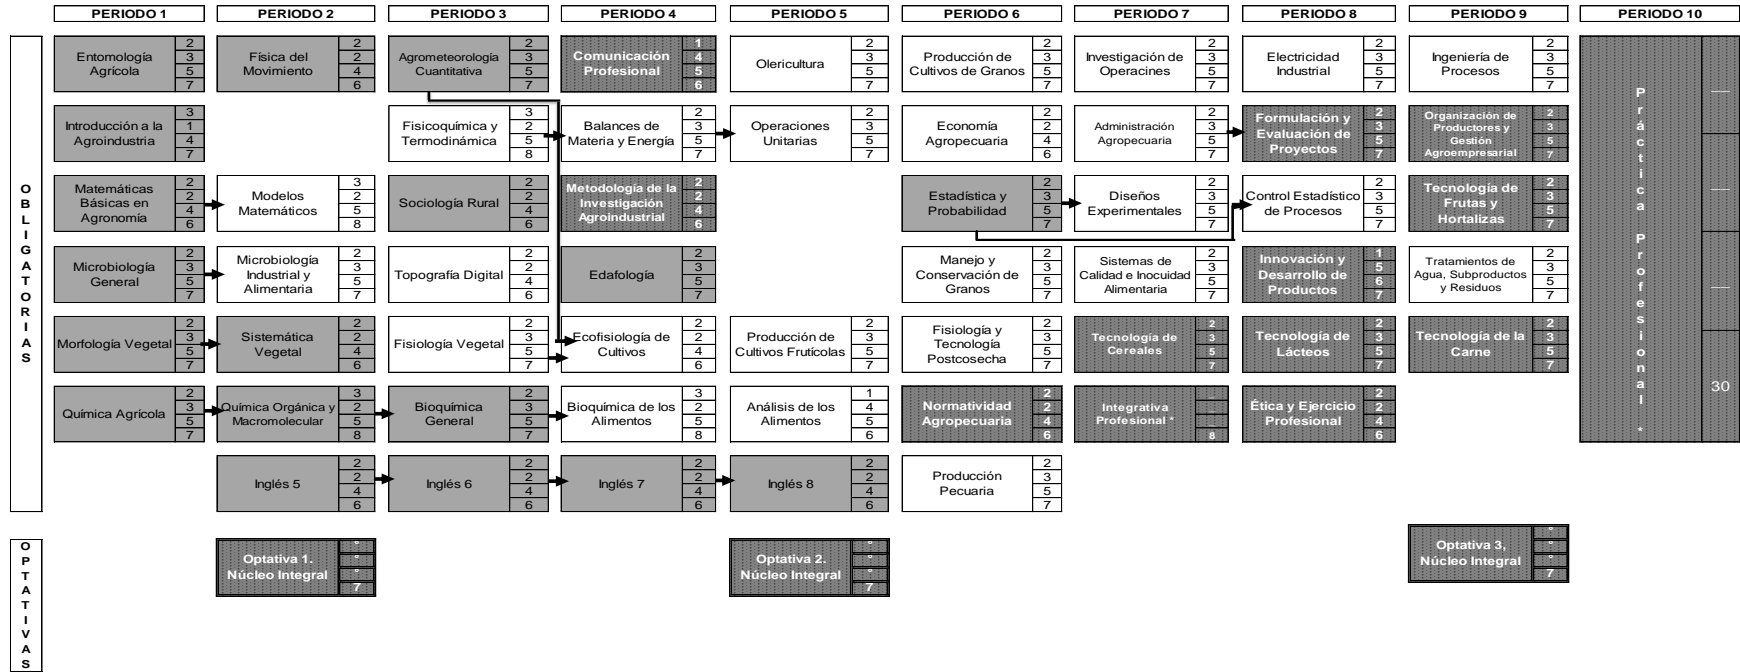 PERIODO 1 PERIODO 2 PERIODO 3 PERIODO 4 PERIODO 5 PERIODO 6 PERIODO 7 PERIODO 8 PERIODO 9 PERIODO 10
OBLIGATORIAS
Entomología
Agrícola
2
3
5
7
Física del
Movimiento
2
2
4
6
Agrometeorología
Cuantitativa
2
3
5
7
Comunicación
Profesional
1
4
5
6
Olericultura
2
3
5
7
Producción de
Cultivos de Granos
2
3
5
7
Investigación de
Operacines
2
3
5
7
Electricidad
Industrial
2
3
5
7
Ingeniería de
Procesos
2
3
5
7
Introducción a la
Agroindustria
3
1
4
7
Fisicoquímica y
Termodinámica
3
2
5
8
Balances de
Materia y Energía
2
3
5
7
Operaciones
Unitarias
2
3
5
7
Economía
Agropecuaria
2
2
4
6
Administración
Agropecuaria
2
3
5
7
Formulación y
Evaluación de
Proyectos
2
3
5
7
Organización de
Productores y
Gestión
Agroempresarial
2
3
5
7
Matemáticas
Básicas en
Agronomía
2
2
4
6
Modelos
Matemáticos
3
2
5
8
Sociología Rural
2
2
4
6
Metodología de la
Investigación
Agroindustrial
2
2
4
6
Estadística y
Probabilidad
2
3
5
7
Diseños
Experimentales
2
3
5
7
Control Estadístico
de Procesos
2
3
5
7
Tecnología de
Frutas y
Hortalizas
2
3
5
7
Microbiología
General
2
3
5
7
Microbiología
Industrial y
Alimentaria
2
3
5
7
Topografía Digital
2
2
4
6
Edafología
2
3
5
7
Manejo y
Conservación de
Granos
2
3
5
7
Sistemas de
Calidad e Inocuidad
Alimentaria
2
3
5
7
Innovación y
Desarrollo de
Productos
1
5
6
7
Tratamientos de
Agua, Subproductos
y Residuos
2
3
5
7
Morfología Vegetal
2
3
5
7
Sistemática
Vegetal
2
2
4
6
Fisiología Vegetal
2
3
5
7
Ecofisiología de
Cultivos
2
2
4
6
Producción de
Cultivos Frutícolas
2
3
5
7
Fisiología y
Tecnología
Postcosecha
2
3
5
7
Tecnología de
Cereales
2
3
5
7
Tecnología de
Lácteos
2
3
5
7
Tecnología de la
Carne
2
3
5
7
Química Agrícola
2
3
5
7
Química Orgánica y
Macromolecular
3
2
5
8
Bioquímica
General
2
3
5
7
Bioquímica de los
Alimentos
3
2
5
8
Análisis de los
Alimentos
1
4
5
6
Normatividad
Agropecuaria
2
2
4
6
Integrativa
Profesional *
_
_
_
8
Ética y Ejercicio
Profesional
2
2
4
6
Inglés 5
2
2
4
6
Inglés 6
2
2
4
6
Inglés 7
2
2
4
6
Inglés 8
2
2
4
6
Producción
Pecuaria
2
3
5
7
Práctica Profesional *
__
__
__
30
OPTATIVAS
Optativa 1.
Núcleo Integral
°
°
°
7
Optativa 2.
Núcleo Integral
°
°
°
7
Optativa 3,
Núcleo Integral
°
°
°
7